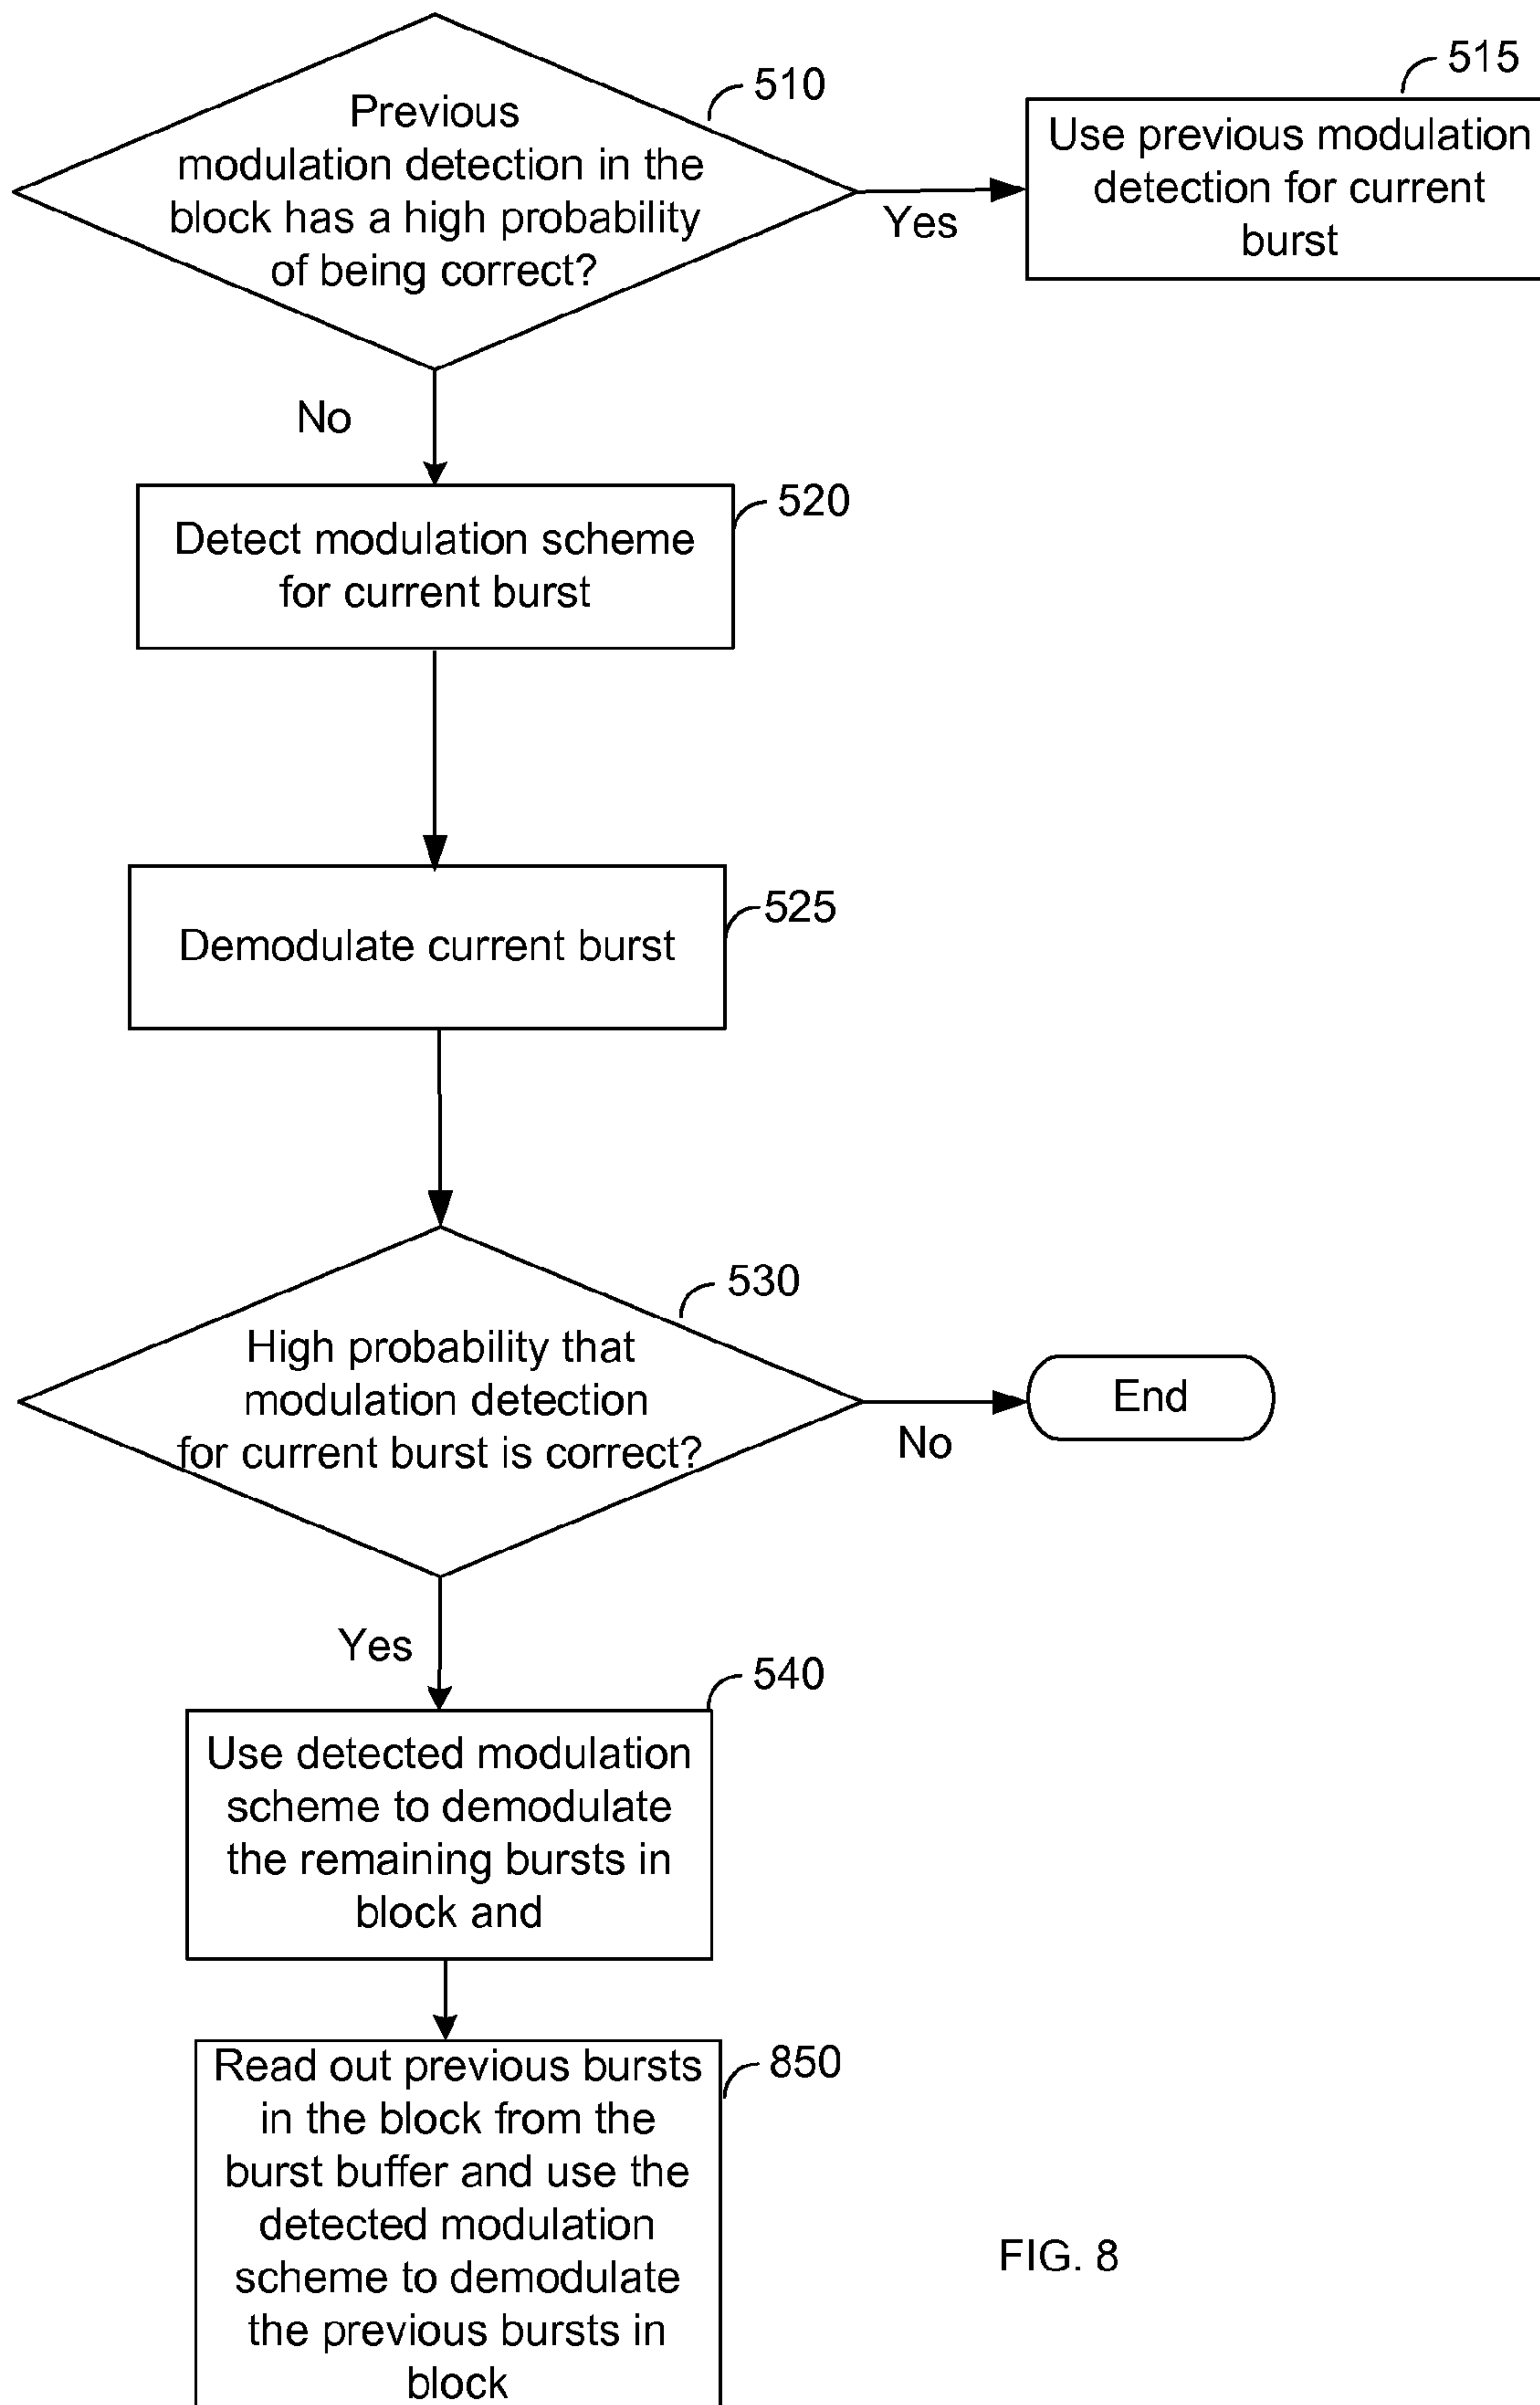 Previous
modulation detection in the
block has a high probability
of being correct?
510
Yes
515
Use previous modulation
detection for current
burst
No
520
Detect modulation scheme
for current burst
525
Demodulate current burst
530
High probability that
modulation detection
for current burst is correct?
No
End
Yes
540
Use detected modulation
scheme to demodulate
the remaining bursts in
block and
850
Read out previous bursts
in the block from the
burst buffer and use the
detected modulation
scheme to demodulate
the previous bursts in
block
FIG. 8